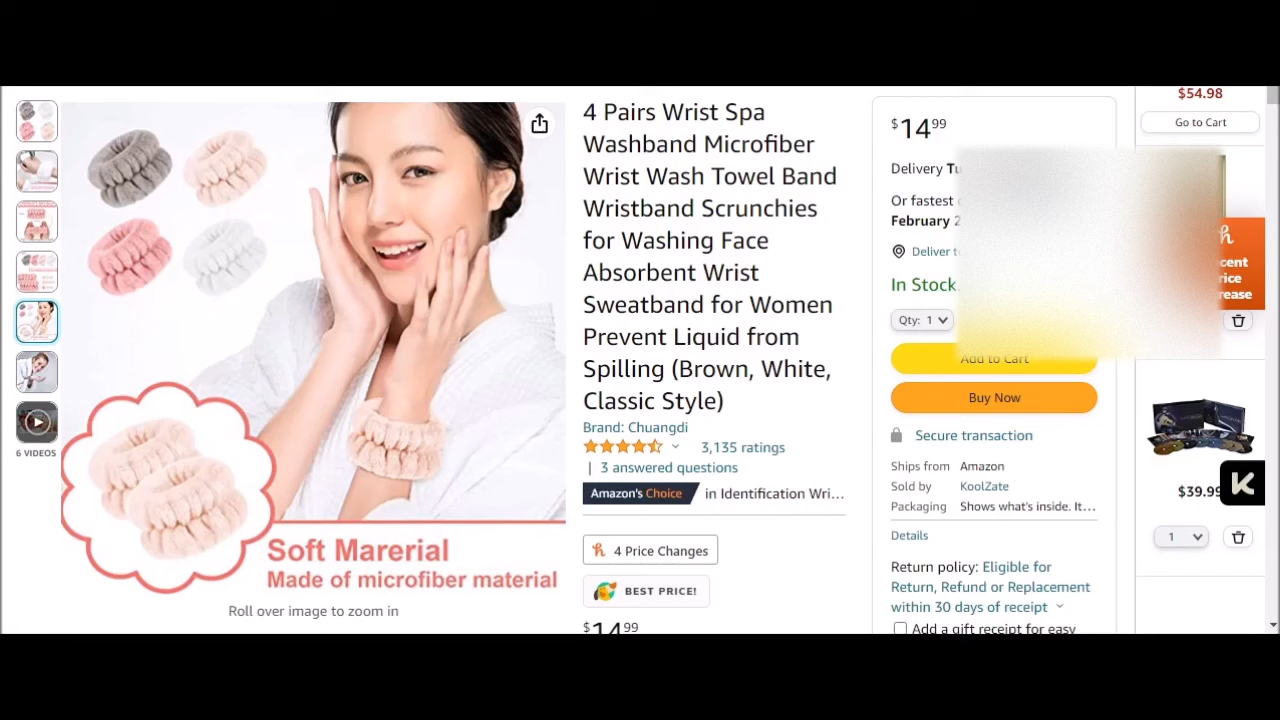 6 VIDEOS
Soft Marerial
Made of microfiber material
Roll over image to zoom in
4 Pairs Wrist Spa
Washband Microfiber
Wrist Wash Towel Band
Wristband Scrunchies
for Washing Face
Absorbent Wrist
Sweatband for Women
Prevent Liquid from
Spilling (Brown, White,
Classic Style)
Brand: Chuangdi
3,135 ratings
| 3 answered questions
Amazon's Choice in Identification Wri...
4 Price Changes
BEST PRICE!
$14 99
$14 99
Delivery
Or fastest
February 2
Deliver
In Stock.
Qty: 1
Add to Cart
Buy Now
Secure transaction
Ships from Amazon
Sold by KoolZate
Packaging Shows what's inside. It...
Details
Return policy: Eligible for
Return, Refund or Replacement
within 30 days of receipt
Add a gift receipt for easy
$54.98
Go to Cart
h
cent
rice
rease
$39.99
K
1